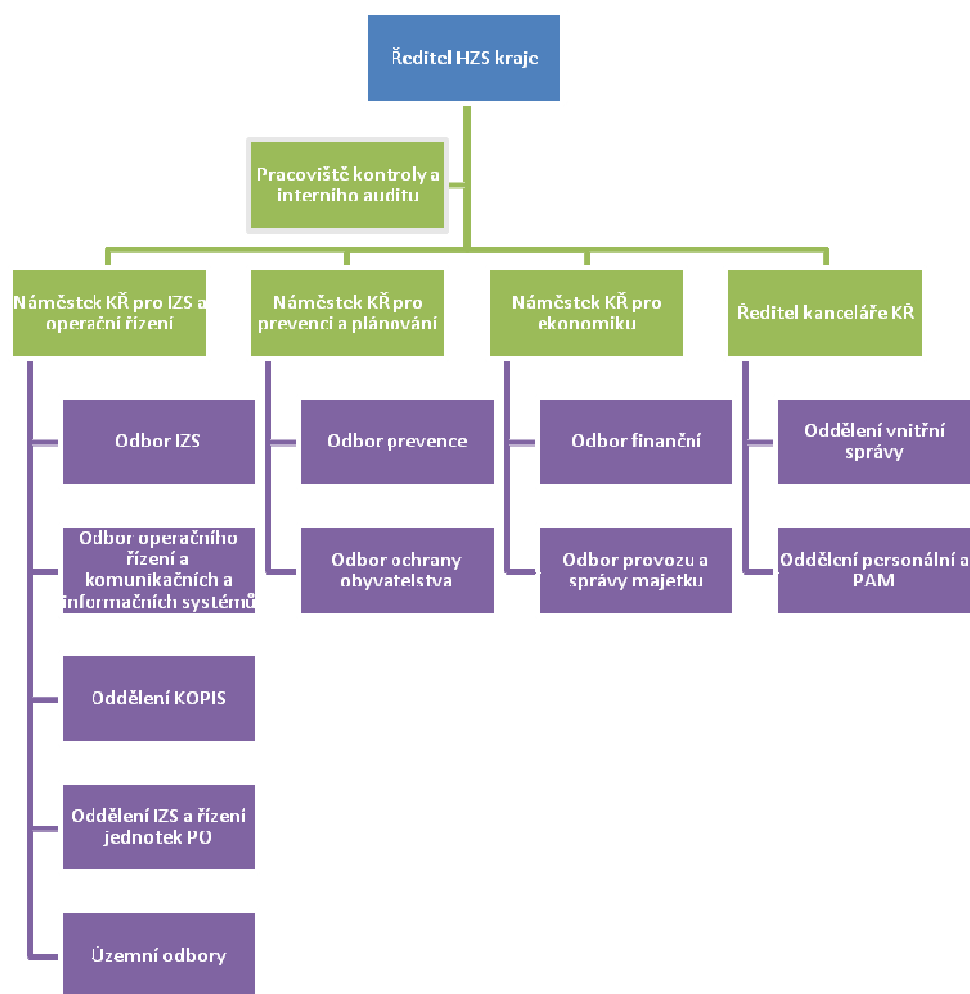 Ředitel HZS kraje
Pracoviště kontroly a
interního auditu
Náměstek KŘ pro IZS a
operační řízení
Náměstek KŘ pro
prevenci a plánování
Náměstek KŘ pro
ekonomiku
Ředitel kanceláře KŘ
Odbor IZS
Odbor prevence
Odbor finanční
Oddělení vnitřní
správy
Odbor operačního
řízení a
komunikačních a
informačních systémů
Odbor ochrany
obyvatelstva
Odbor provozu a
správy majetku
Oddělení personální a
PAM
Oddělení KOPIS
Oddělení IZS a řízení
jednotek PO
Územní odbory